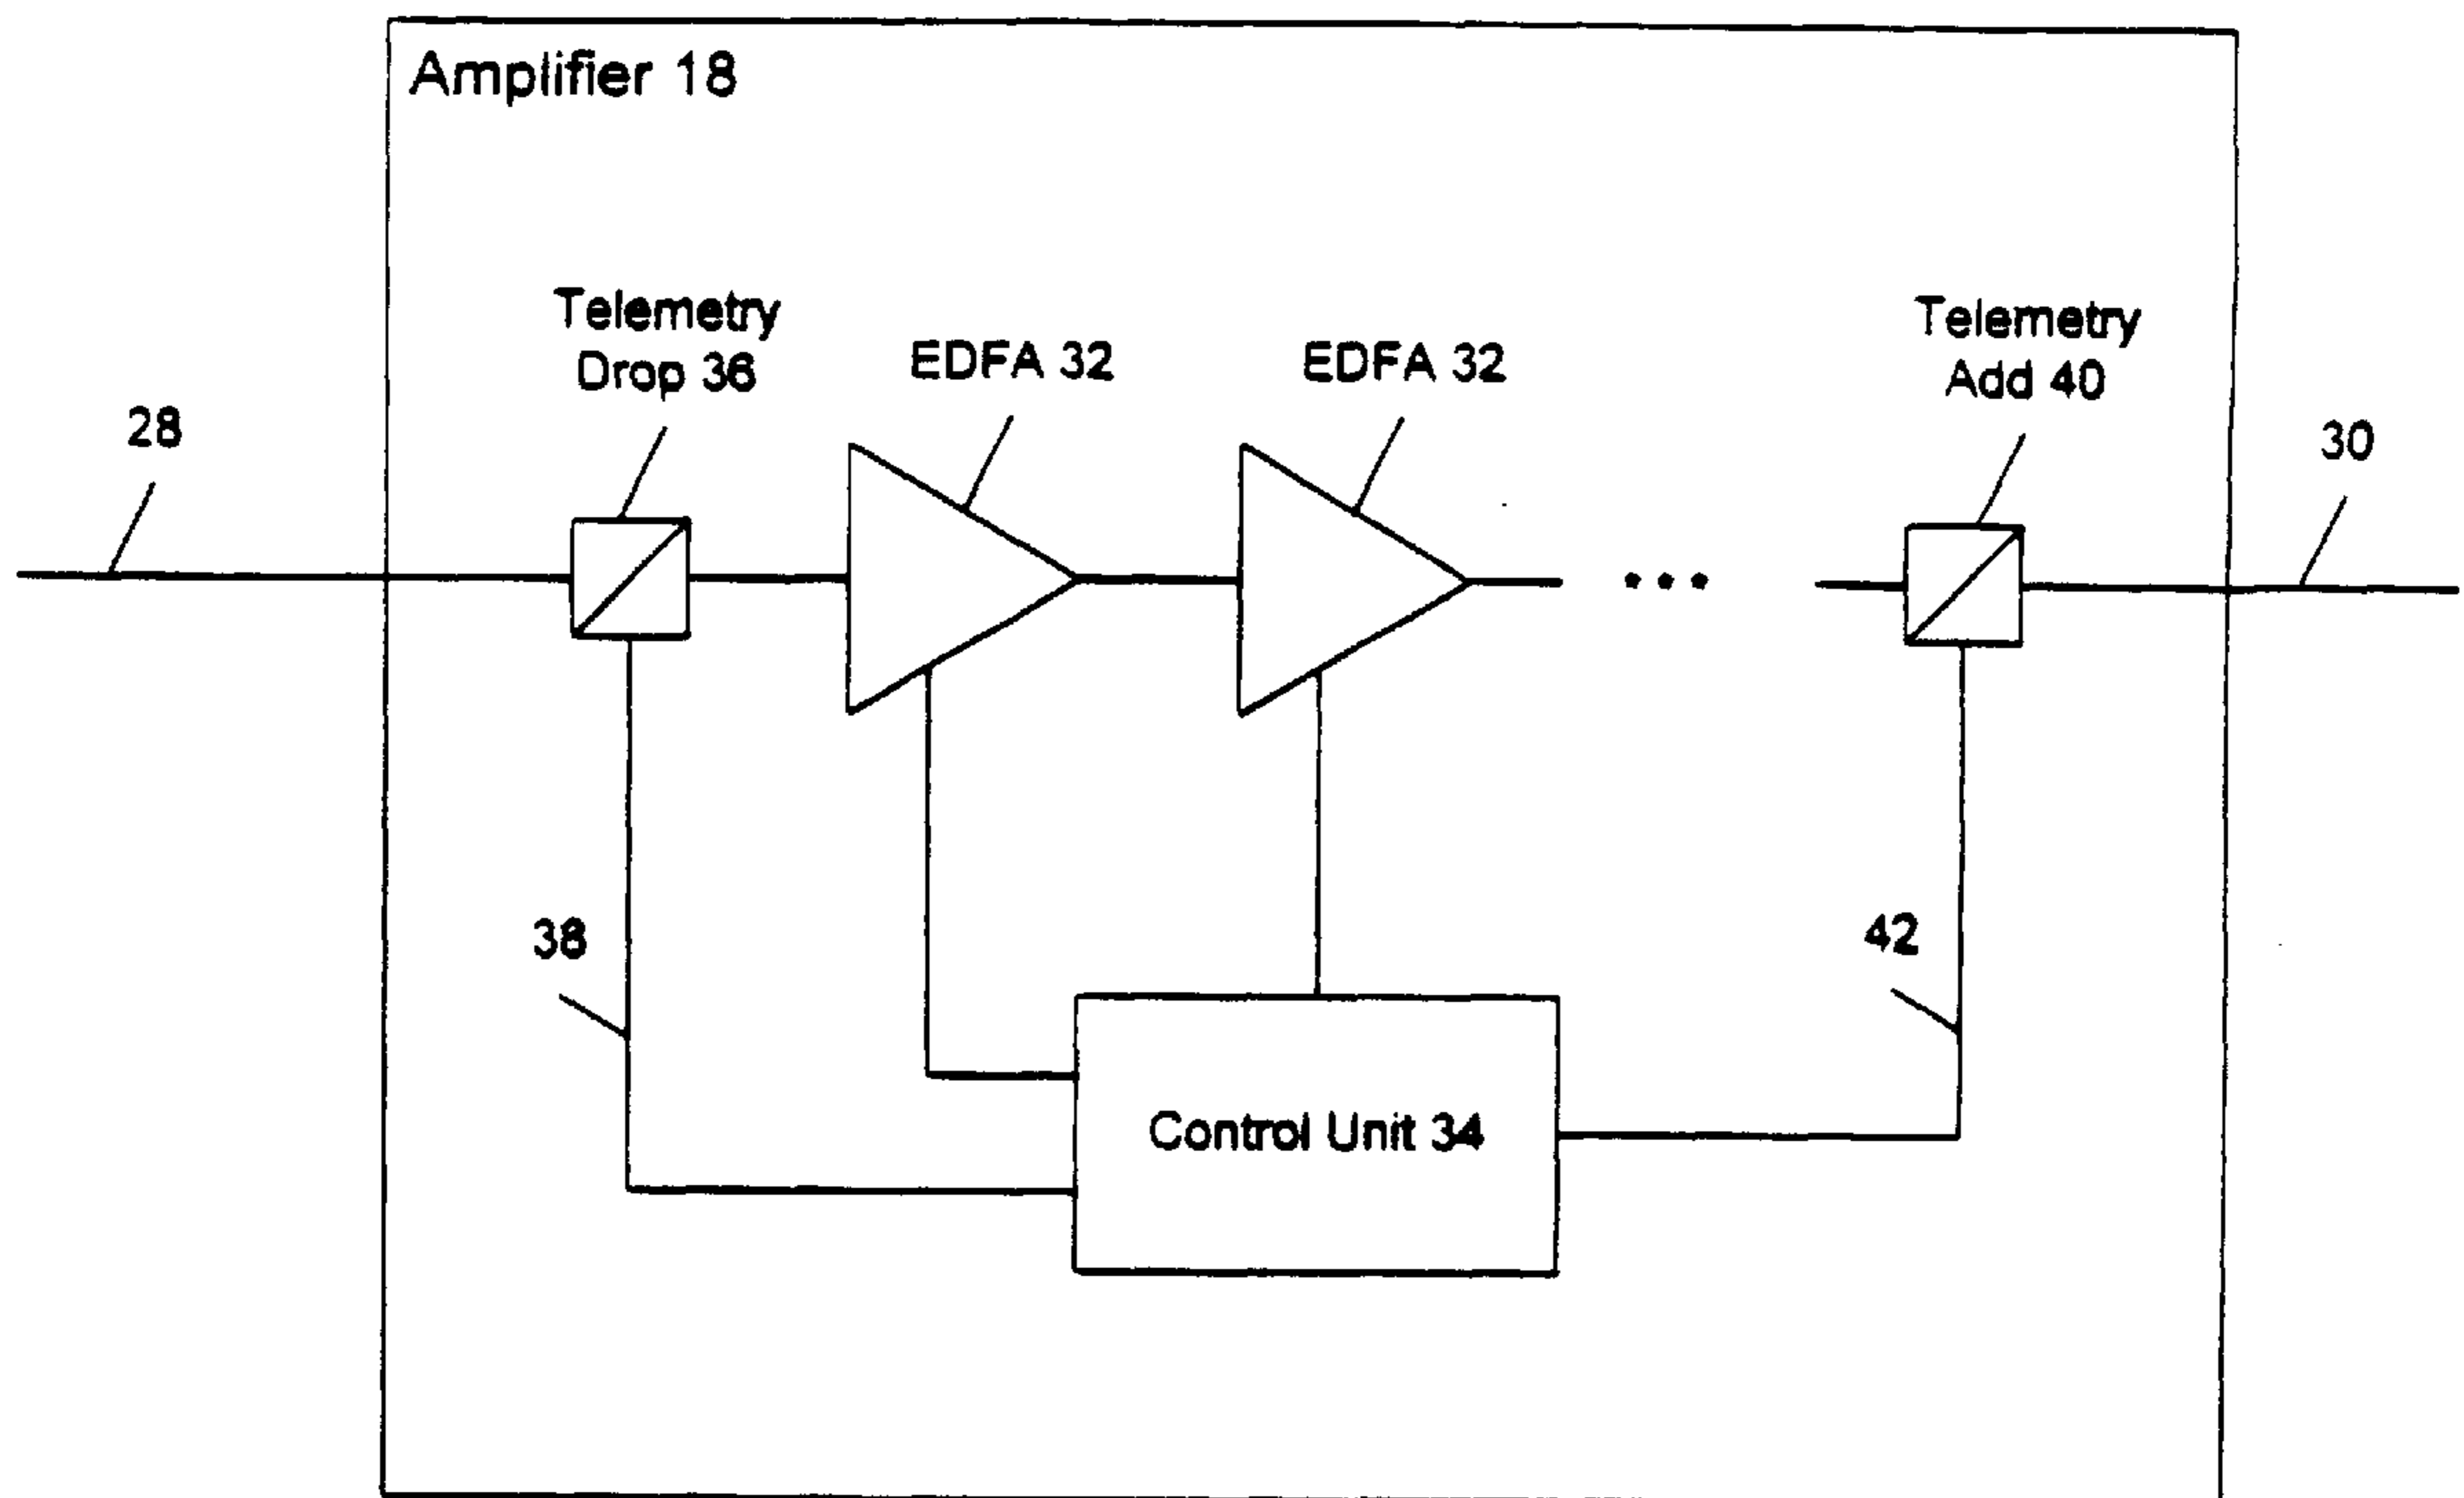 Amplifier 18
Telemetry
Drop 36
EDFA 32
EDFA 32
Telemetry
Add 40
28
30
38
42
Control Unit 34